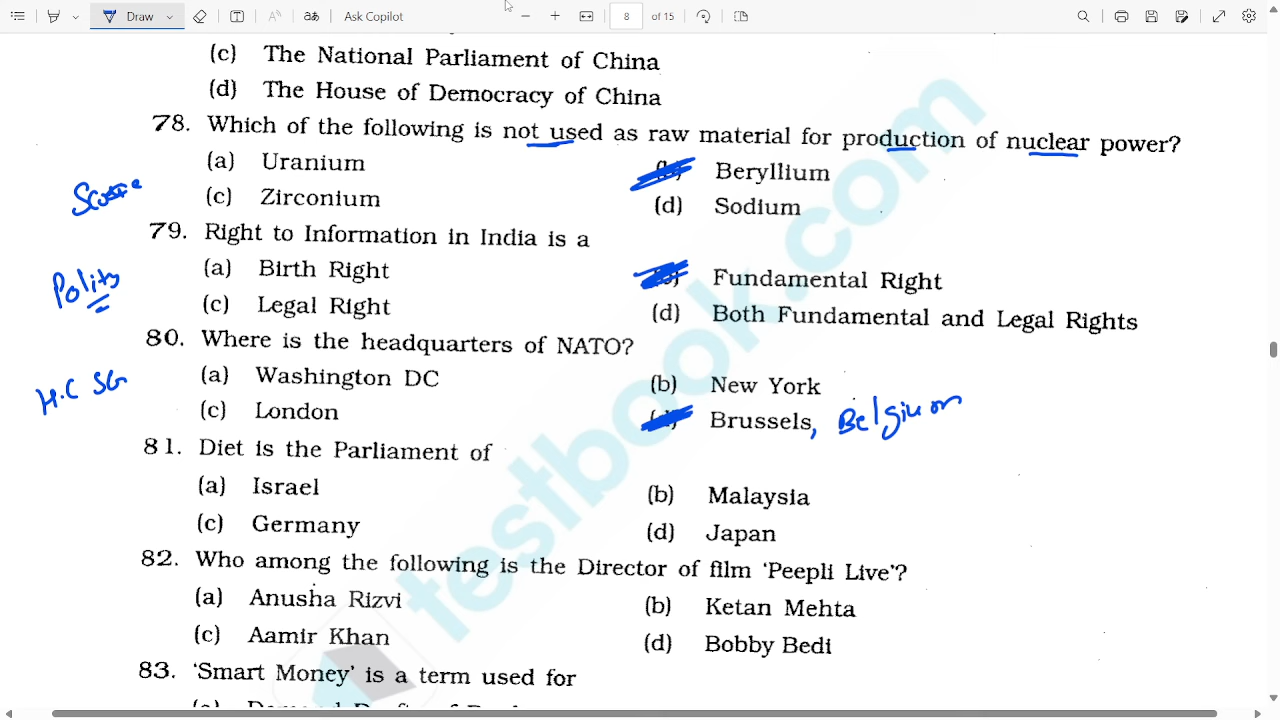 Draw
Ask Copilot
8 of 15
(c) The National Parliament of China
(d) The House of Democracy of China
78. Which of the following is not used as raw material for production of nuclear power?
(a) Uranium
Beryllium
(c) Zirconium
(d) Sodium
79. Right to Information in India is a
Polity
(a) Birth Right
Fundamental Right
(c) Legal Right
(d) Both Fundamental and Legal Rights
80. Where is the headquarters of NATO?
H.C SG
(a) Washington DC
(b) New York
(c) London
Brussels, Belgium
81. Diet is the Parliament of
(a) Israel
(b) Malaysia
(c) Germany
(d) Japan
82. Who among the following is the Director of film 'Peepli Live'?
(a) Anusha Rizvi
(b) Ketan Mehta
(c) Aamir Khan
(d) Bobby Bedi
83. 'Smart Money' is a term used for
testbook.com